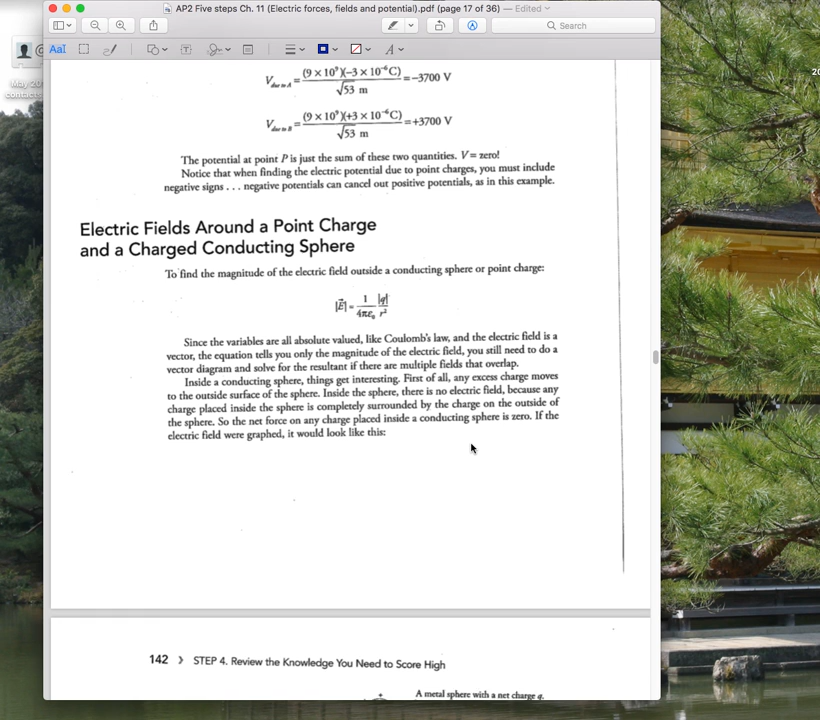 AP2 Five steps Ch. 11 (Electric forces, fields and potential).pdf (page 17 of 36) — Edited
Search
AaI
May 20
contacts
20
V due to A = (9 × 10⁹)(−3 × 10⁻⁶C) / √53 m = −3700 V
V due to B = (9 × 10⁹)(+3 × 10⁻⁶C) / √53 m = +3700 V
The potential at point P is just the sum of these two quantities. V = zero!
Notice that when finding the electric potential due to point charges, you must include
negative signs . . . negative potentials can cancel out positive potentials, as in this example.
Electric Fields Around a Point Charge
and a Charged Conducting Sphere
To find the magnitude of the electric field outside a conducting sphere or point charge:
|E⃗| = 1/4πε₀ |q|/r²
Since the variables are all absolute valued, like Coulomb's law, and the electric field is a
vector, the equation tells you only the magnitude of the electric field, you still need to do a
vector diagram and solve for the resultant if there are multiple fields that overlap.
Inside a conducting sphere, things get interesting. First of all, any excess charge moves
to the outside surface of the sphere. Inside the sphere, there is no electric field, because any
charge placed inside the sphere is completely surrounded by the charge on the outside of
the sphere. So the net force on any charge placed inside a conducting sphere is zero. If the
electric field were graphed, it would look like this:
142 › STEP 4. Review the Knowledge You Need to Score High
A metal sphere with a net charge q.